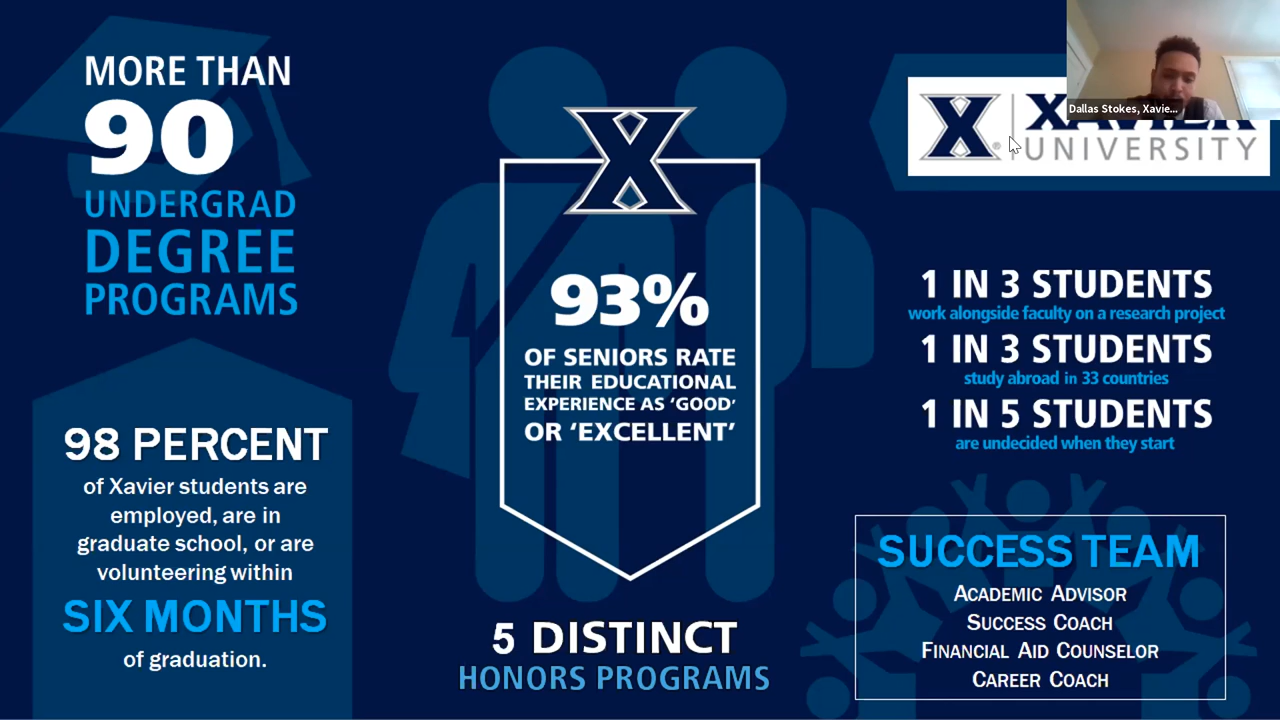 MORE THAN
90
UNDERGRAD
DEGREE
PROGRAMS
98 PERCENT
of Xavier students are
employed, are in
graduate school, or are
volunteering within
SIX MONTHS
of graduation.
X
93%
OF SENIORS RATE
THEIR EDUCATIONAL
EXPERIENCE AS 'GOOD'
OR 'EXCELLENT'
5 DISTINCT
HONORS PROGRAMS
Dallas Stokes, Xavie...
X
XAVIER
UNIVERSITY
1 IN 3 STUDENTS
work alongside faculty on a research project
1 IN 3 STUDENTS
study abroad in 33 countries
1 IN 5 STUDENTS
are undecided when they start
SUCCESS TEAM
ACADEMIC ADVISOR
SUCCESS COACH
FINANCIAL AID COUNSELOR
CAREER COACH